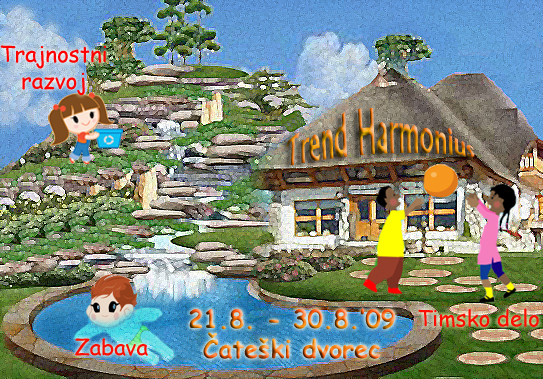 Trajnostni
razvoj
Trend Harmonius
Zabava
21.8. - 30.8.'09
Čateški dvorec
Timsko delo